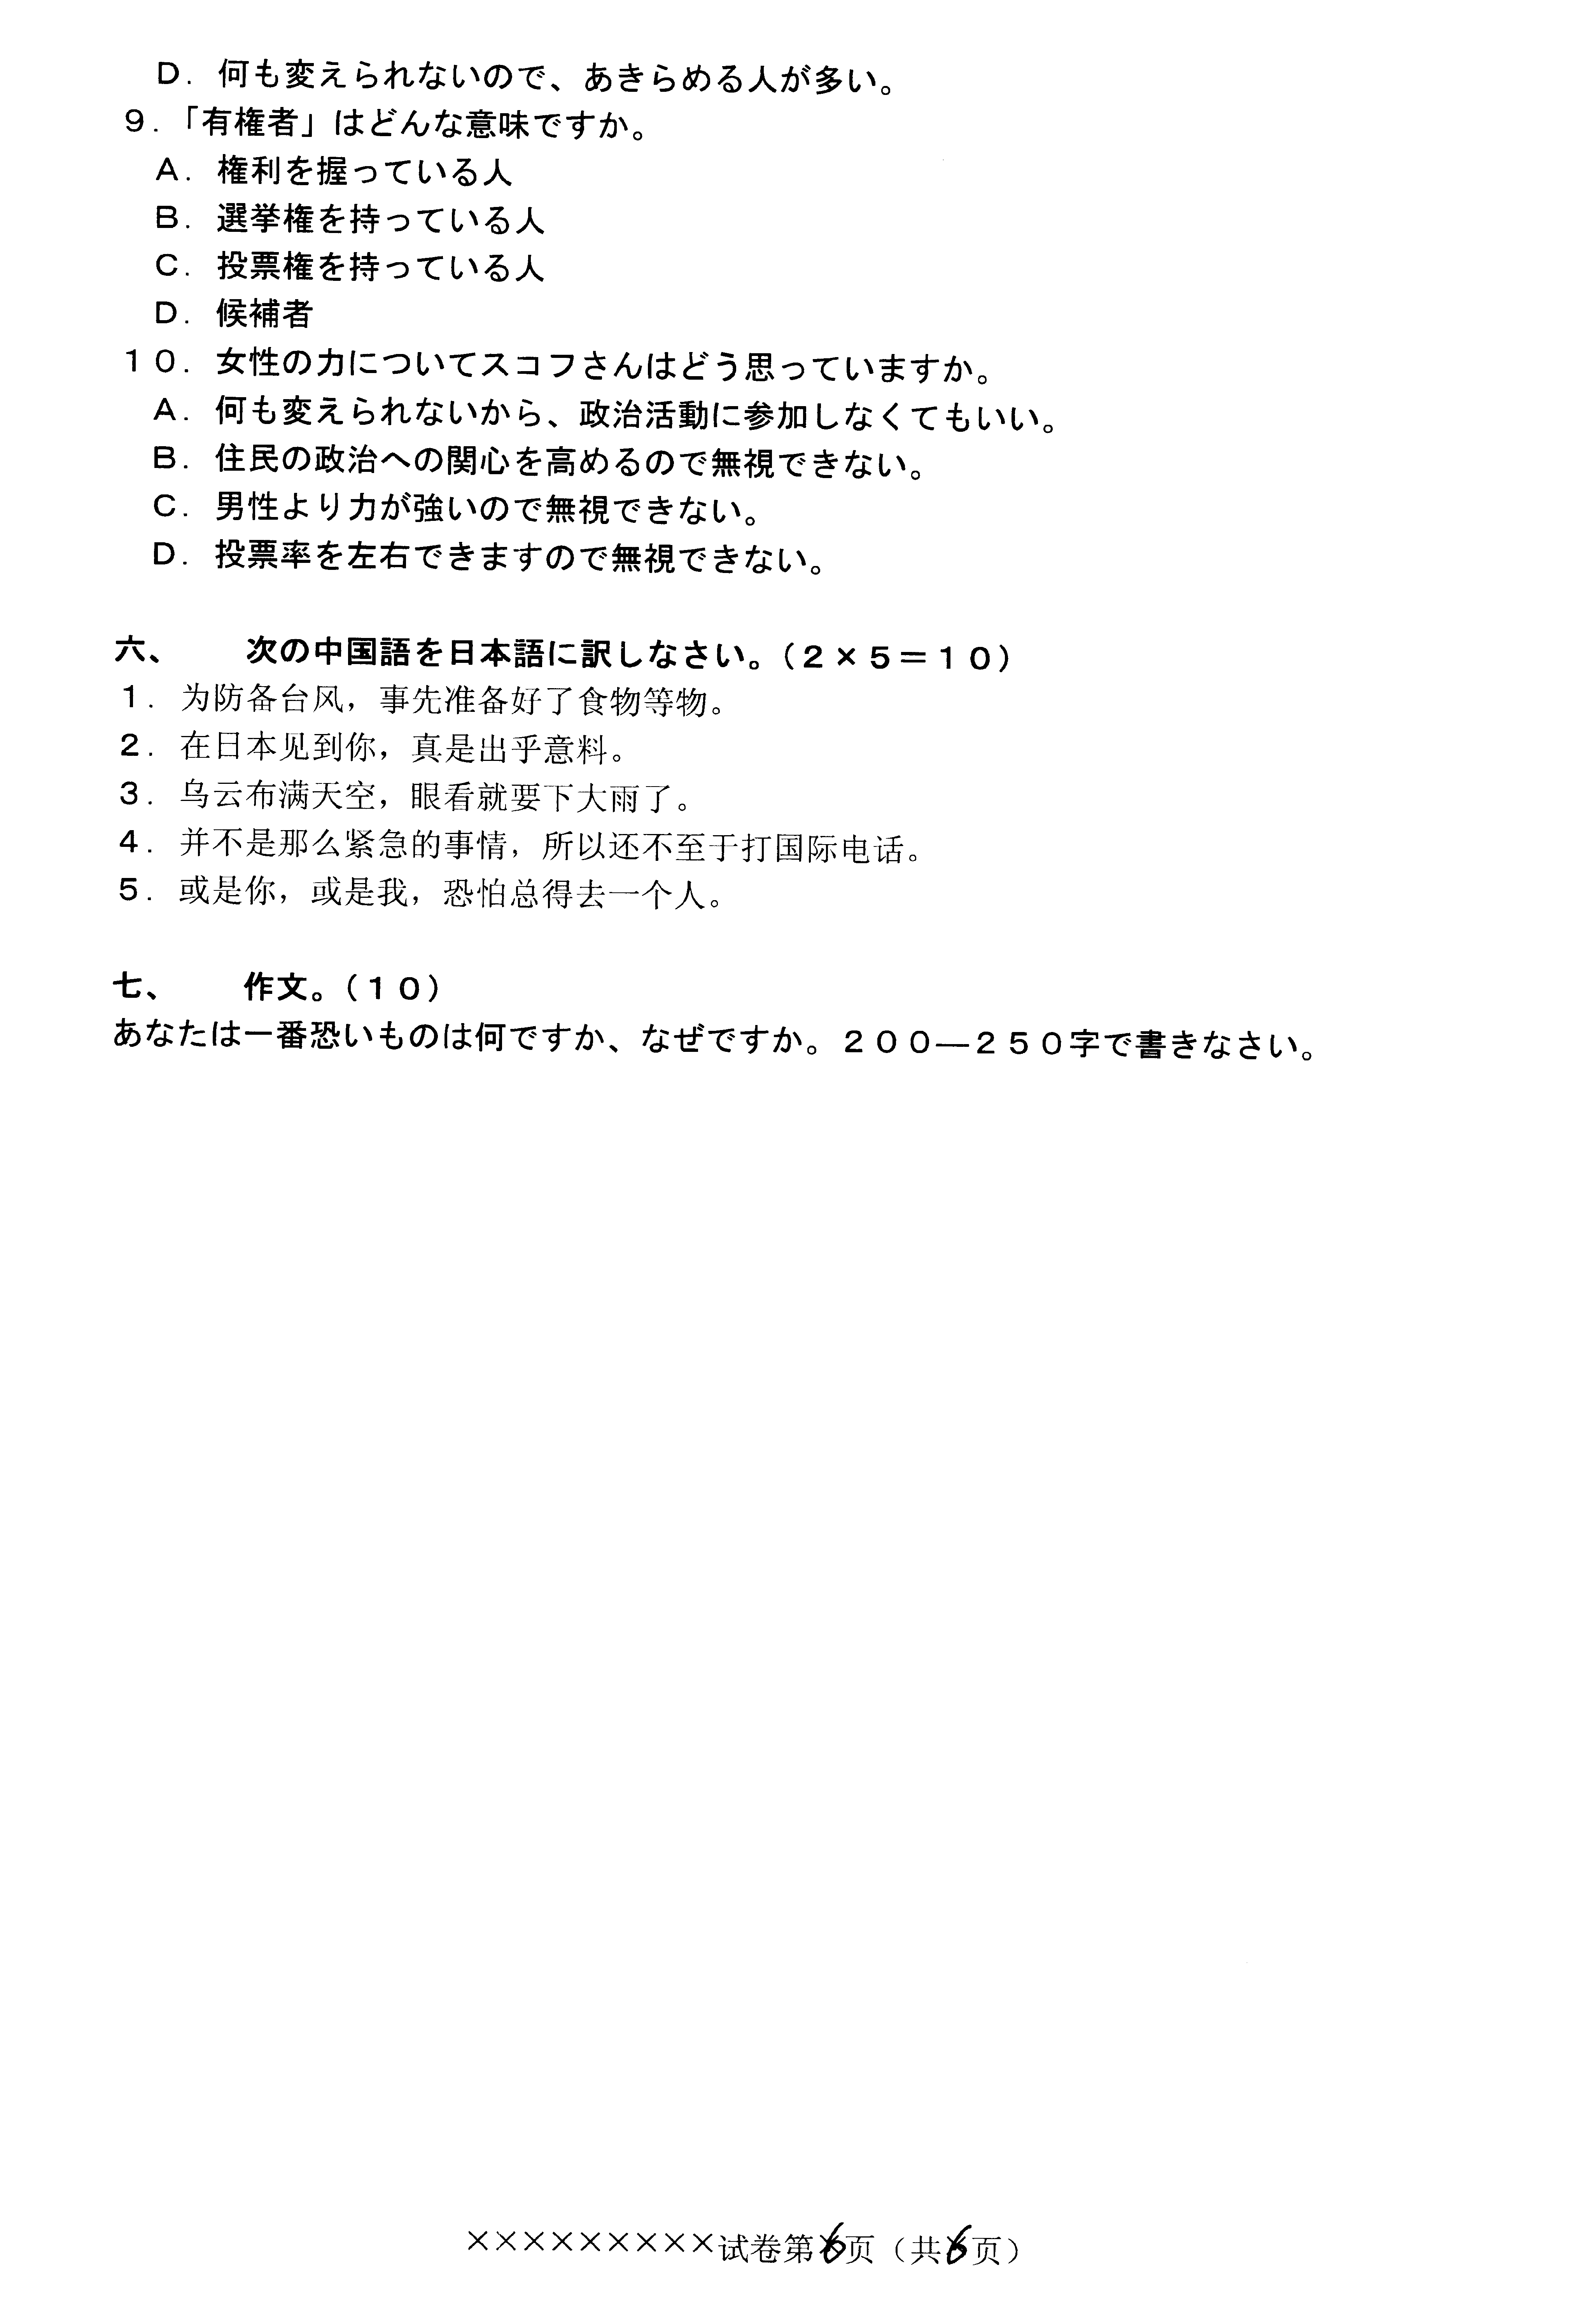 D．何も変えられないので、あきらめる人が多い。
９．「有権者」はどんな意味ですか。
A．権利を握っている人
B．選挙権を持っている人
C．投票権を持っている人
D．候補者
１０．女性の力についてスコフさんはどう思っていますか。
A．何も変えられないから、政治活動に参加しなくてもいい。
B．住民の政治への関心を高めるので無視できない。
C．男性より力が強いので無視できない。
D．投票率を左右できますので無視できない。
六、　　次の中国語を日本語に訳しなさい。（２×５＝１０）
１．为防备台风，事先准备好了食物等物。
２．在日本见到你，真是出乎意料。
３．乌云布满天空，眼看就要下大雨了。
４．并不是那么紧急的事情，所以还不至于打国际电话。
５．或是你，或是我，恐怕总得去一个人。
七、　　作文。（１０）
あなたは一番恐いものは何ですか、なぜですか。２００―２５０字で書きなさい。
×××××××××试卷第6页（共6页）